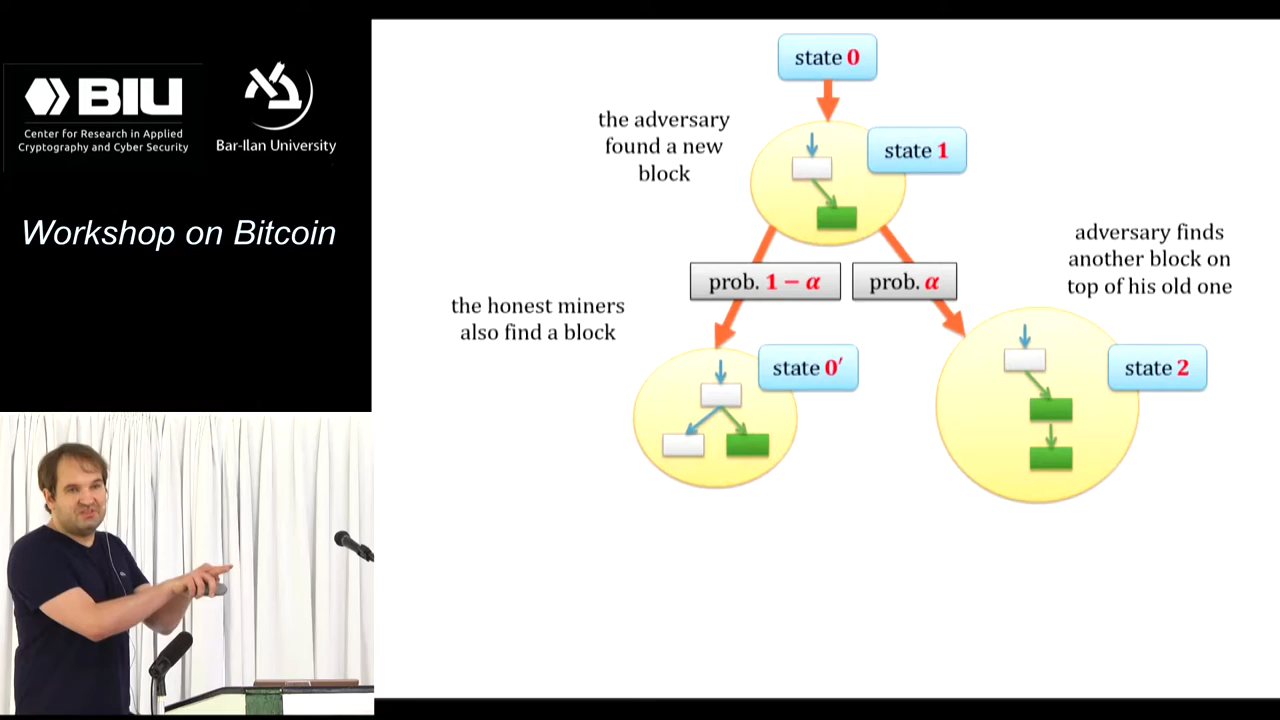 BIU
Center for Research in Applied
Cryptography and Cyber Security
Bar-Ilan University
Workshop on Bitcoin
state 0
the adversary
found a new
block
state 1
prob. 1 − α
prob. α
adversary finds
another block on
top of his old one
the honest miners
also find a block
state 0′
state 2